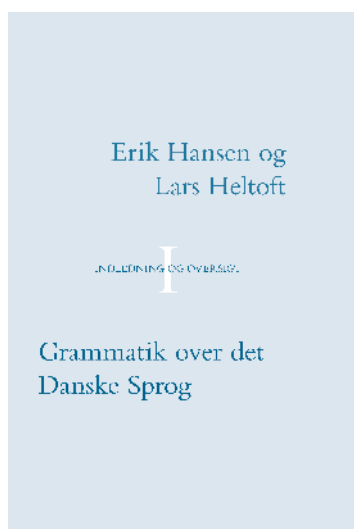 Erik Hansen og
Lars Heltoft
I
INDLEDNING OG OVERSIGT
Grammatik over det
Danske Sprog